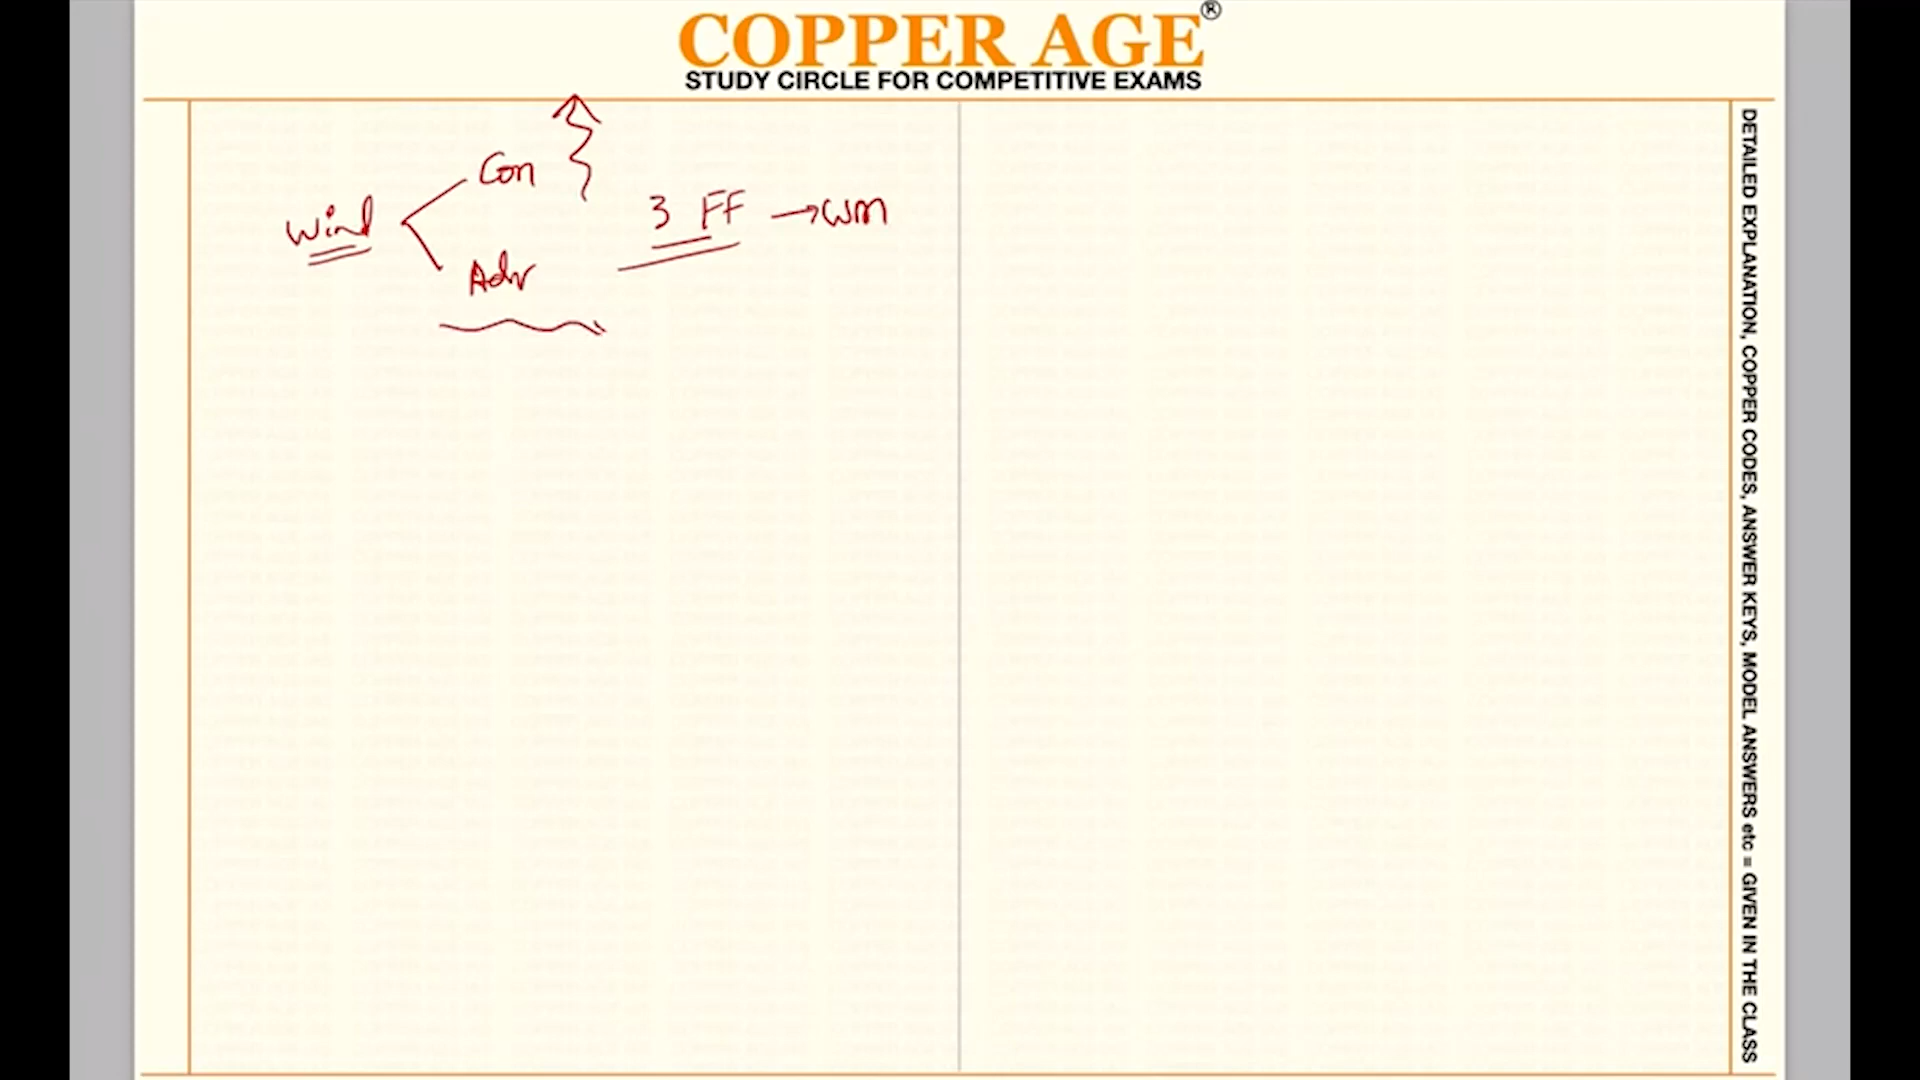 COPPER AGE®
STUDY CIRCLE FOR COMPETITIVE EXAMS
Con
Wind
3 FF → WM
Adv
DETAILED EXPLANATION, COPPER CODES, ANSWER KEYS, MODEL ANSWERS etc = GIVEN IN THE CLASS